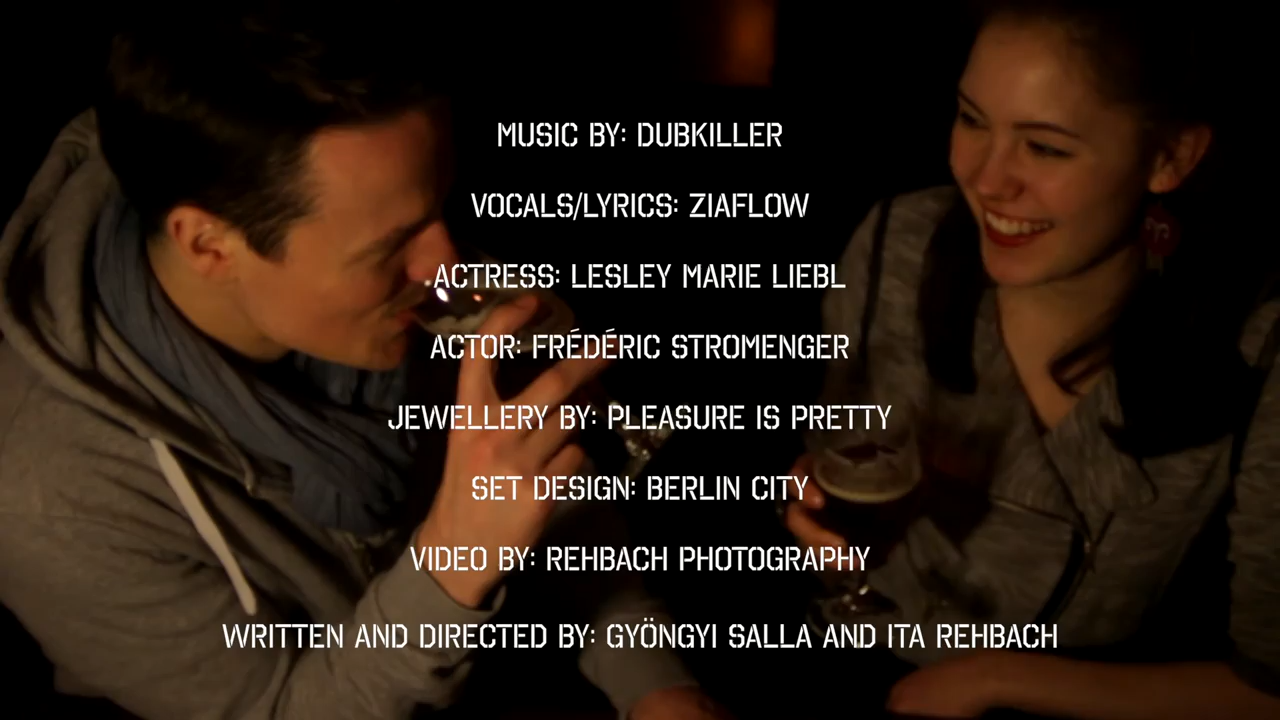 MUSIC BY: DUBKILLER
VOCALS/LYRICS: ZIAFLOW
ACTRESS: LESLEY MARIE LIEBL
ACTOR: FRÉDÉRIC STROMENGER
JEWELLERY BY: PLEASURE IS PRETTY
SET DESIGN: BERLIN CITY
VIDEO BY: REHBACH PHOTOGRAPHY
WRITTEN AND DIRECTED BY: GYÖNGYI SALLA AND ITA REHBACH